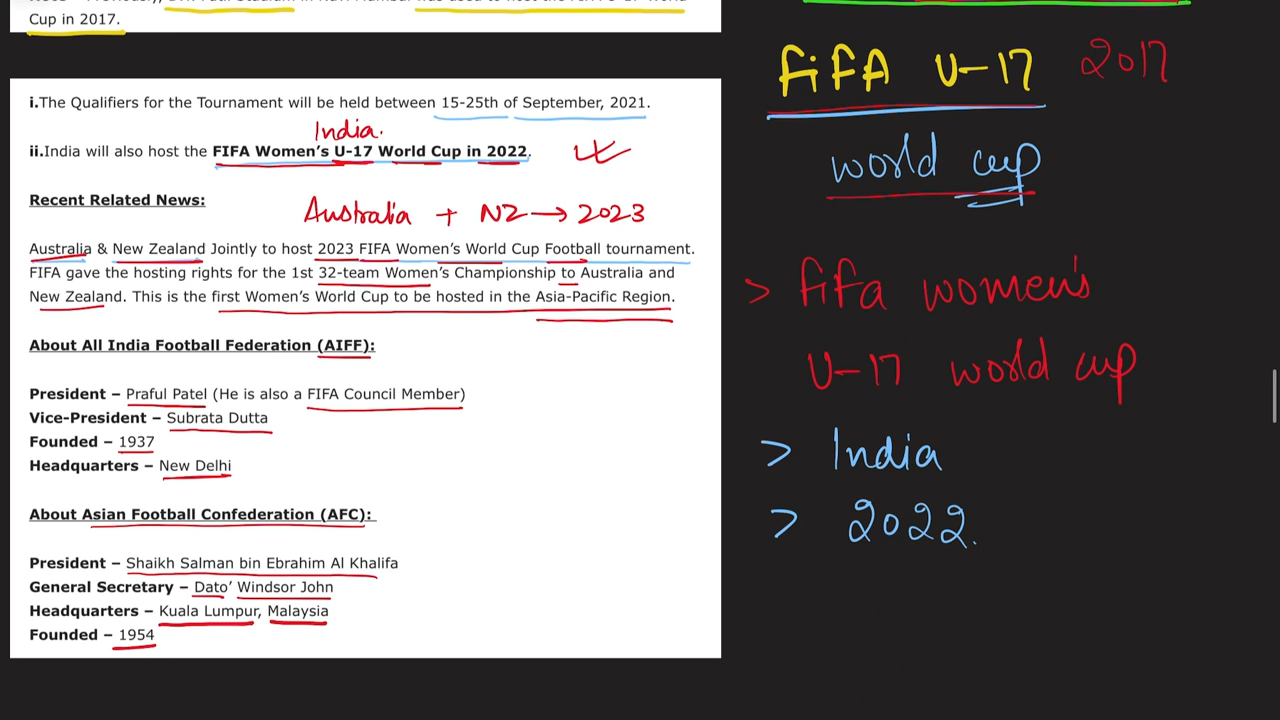 Cup in 2017.
i.The Qualifiers for the Tournament will be held between 15-25th of September, 2021.
India.
ii.India will also host the FIFA Women's U-17 World Cup in 2022.
Recent Related News:
Australia + NZ → 2023
Australia & New Zealand Jointly to host 2023 FIFA Women's World Cup Football tournament.
FIFA gave the hosting rights for the 1st 32-team Women's Championship to Australia and
New Zealand. This is the first Women's World Cup to be hosted in the Asia-Pacific Region.
About All India Football Federation (AIFF):
President – Praful Patel (He is also a FIFA Council Member)
Vice-President – Subrata Dutta
Founded – 1937
Headquarters – New Delhi
About Asian Football Confederation (AFC):
President – Shaikh Salman bin Ebrahim Al Khalifa
General Secretary – Dato' Windsor John
Headquarters – Kuala Lumpur, Malaysia
Founded – 1954
FiFA U-17 2017
world cup
> fifa women's
U-17 world cup
> India
> 2022.